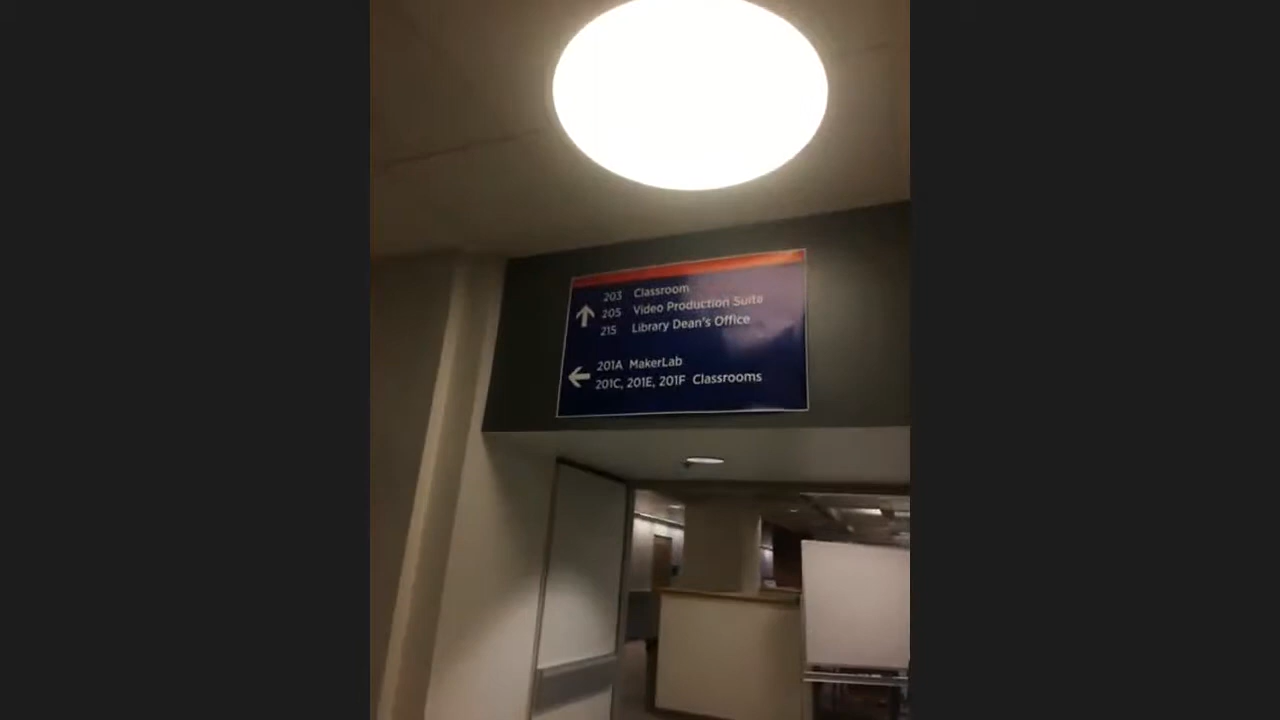 203 Classroom
205 Video Production Suite
215 Library Dean's Office
201A MakerLab
201C, 201E, 201F Classrooms